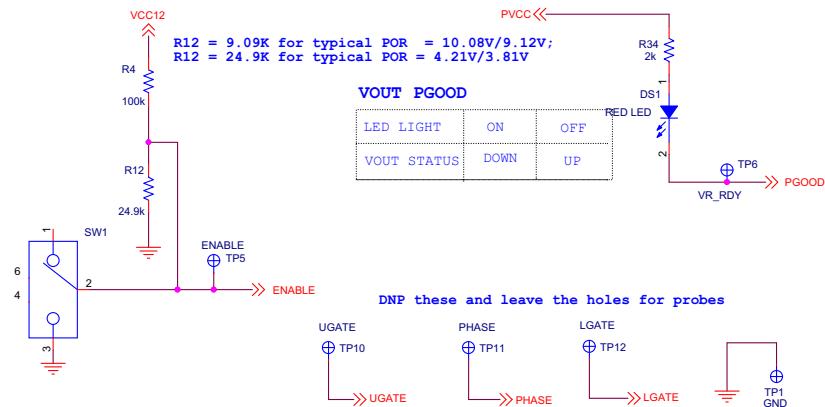 VCC12
PVCC
R12 = 9.09K for typical POR = 10.08V/9.12V;
R12 = 24.9K for typical POR = 4.21V/3.81V
R4
100k
R34
2k
VOUT PGOOD
1
DS1
RED LED
LED LIGHT ON OFF
VOUT STATUS DOWN UP
2
R12
24.9k
TP6
VR_RDY
PGOOD
1
SW1
6
4
2
3
ENABLE
TP5
ENABLE
DNP these and leave the holes for probes
UGATE
TP10
UGATE
PHASE
TP11
PHASE
LGATE
TP12
LGATE
TP1
GND